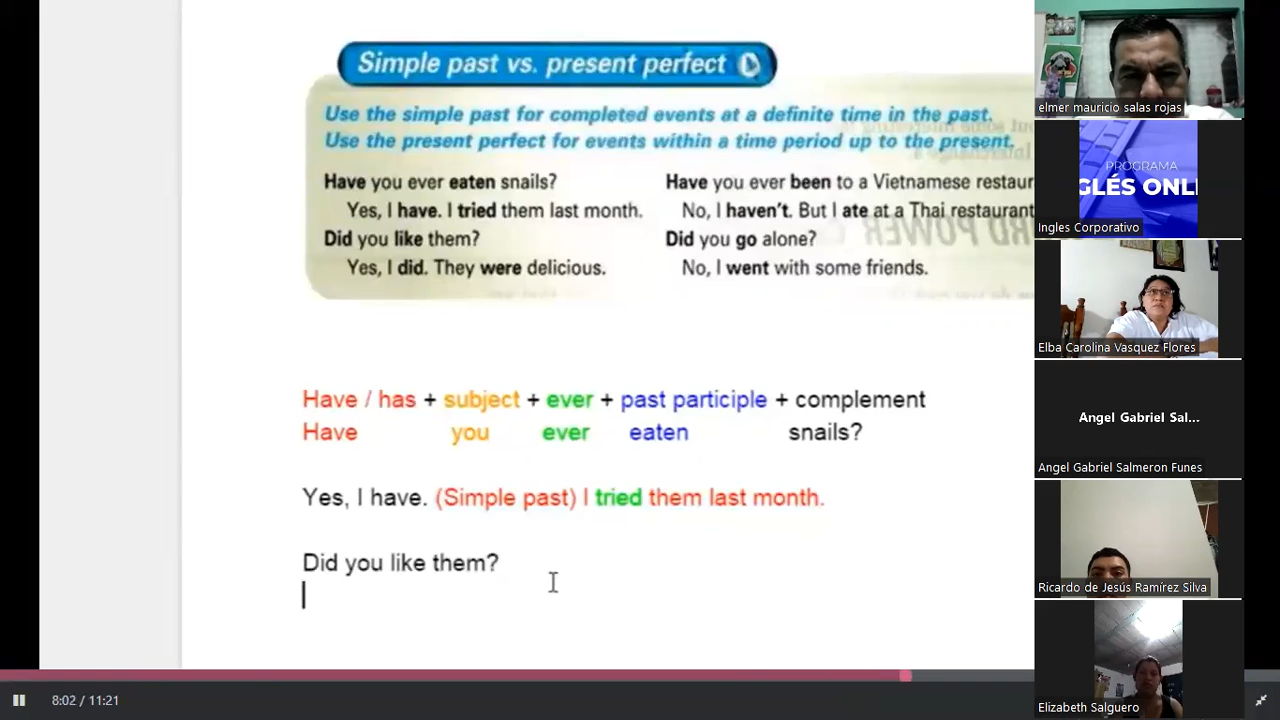 Simple past vs. present perfect
Use the simple past for completed events at a definite time in the past.
Use the present perfect for events within a time period up to the present.
Have you ever eaten snails?
Yes, I have. I tried them last month.
Did you like them?
Yes, I did. They were delicious.
Have you ever been to a Vietnamese restaur
No, I haven't. But I ate at a Thai restaurant
Did you go alone?
No, I went with some friends.
Have / has + subject + ever + past participle + complement
Have you ever eaten snails?
Yes, I have. (Simple past) I tried them last month.
Did you like them?
elmer mauricio salas rojas
PROGRAMA
GLÉS ONLI
Ingles Corporativo
Elba Carolina Vasquez Flores
Angel Gabriel Sal...
Angel Gabriel Salmeron Funes
Ricardo de Jesús Ramírez Silva
Elizabeth Salguero
8:02 / 11:21